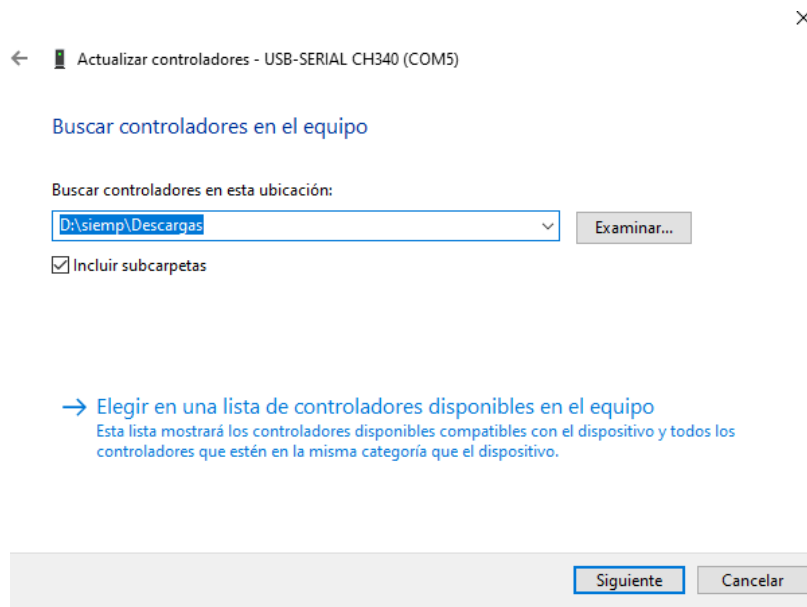 Actualizar controladores - USB-SERIAL CH340 (COM5)
Buscar controladores en el equipo
Buscar controladores en esta ubicación:
D:\siemp\Descargas
Examinar...
Incluir subcarpetas
Elegir en una lista de controladores disponibles en el equipo
Esta lista mostrará los controladores disponibles compatibles con el dispositivo y todos los
controladores que estén en la misma categoría que el dispositivo.
Siguiente
Cancelar